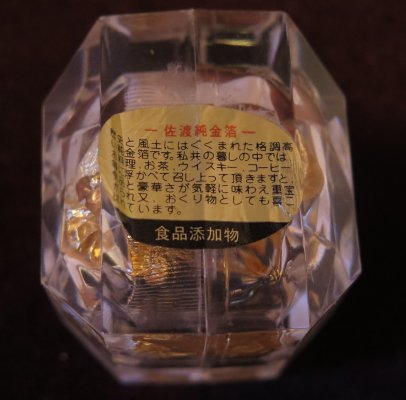 ― 佐渡純金箔 ―
と風土にはぐくまれた格調高
金箔です。私共の暮しの中では
理、お茶、ウイスキー、コーヒー
浮かべて召し上って頂きますと、
と豪華さが気軽に味わえ重宝
れ又、おくり物としても喜こ
ています。
食品添加物